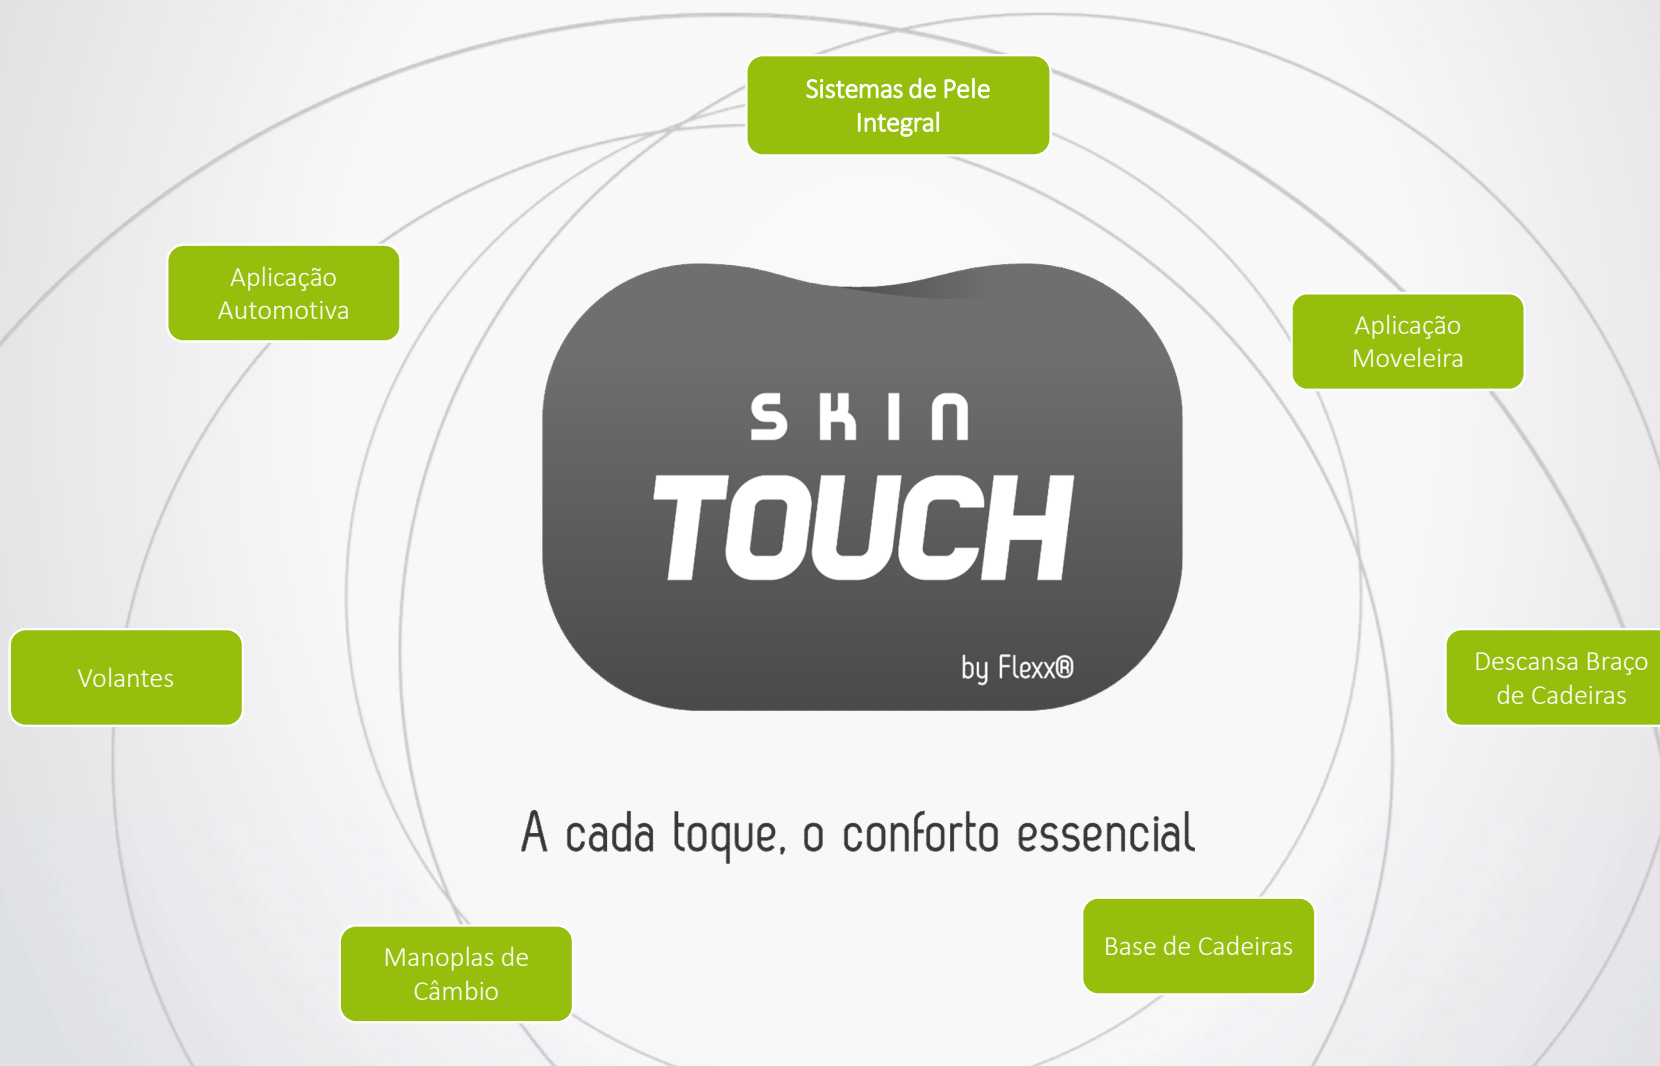 Sistemas de Pele
Integral
Aplicação
Automotiva
Aplicação
Moveleira
SKIN
TOUCH
by Flexx®
Volantes
Descansa Braço
de Cadeiras
A cada toque, o conforto essencial
Manoplas de
Câmbio
Base de Cadeiras